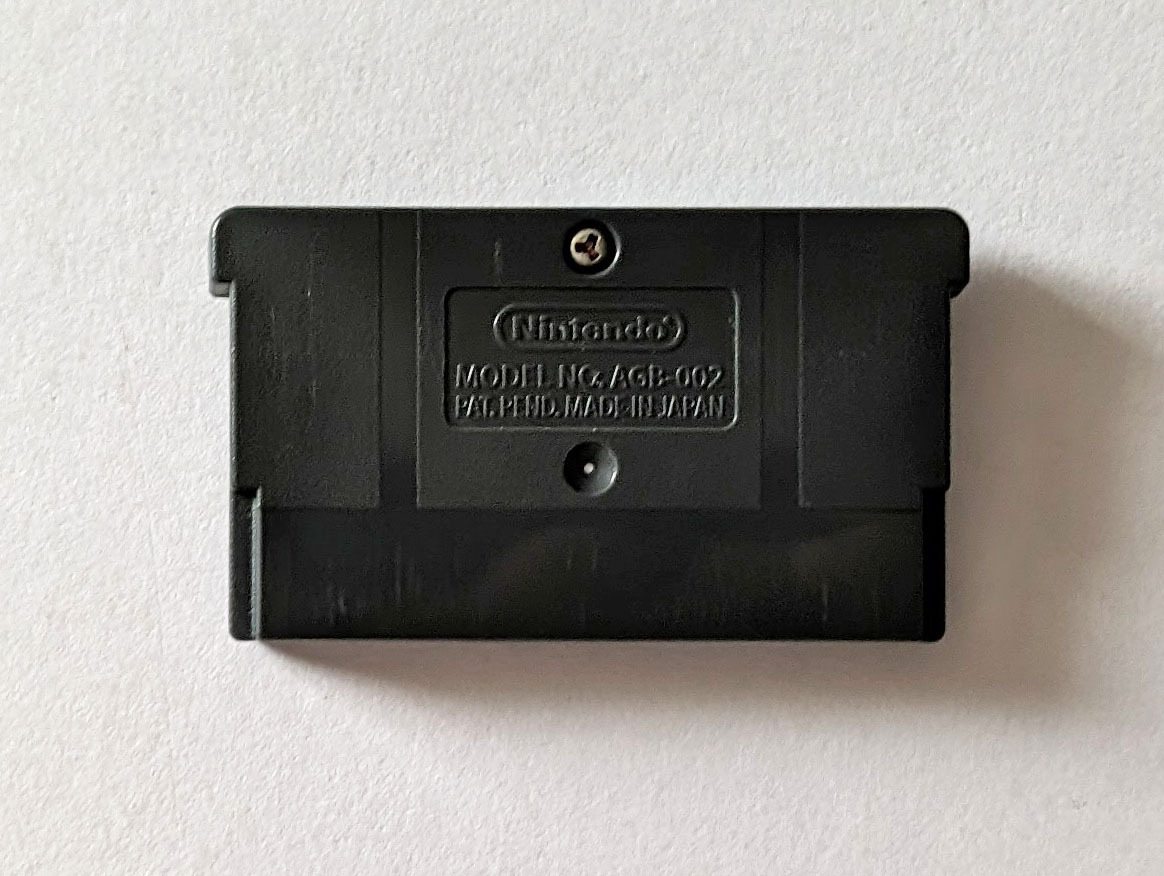 Nintendo®
MODEL NO. AGB-002
PAT. PEND. MADE IN JAPAN